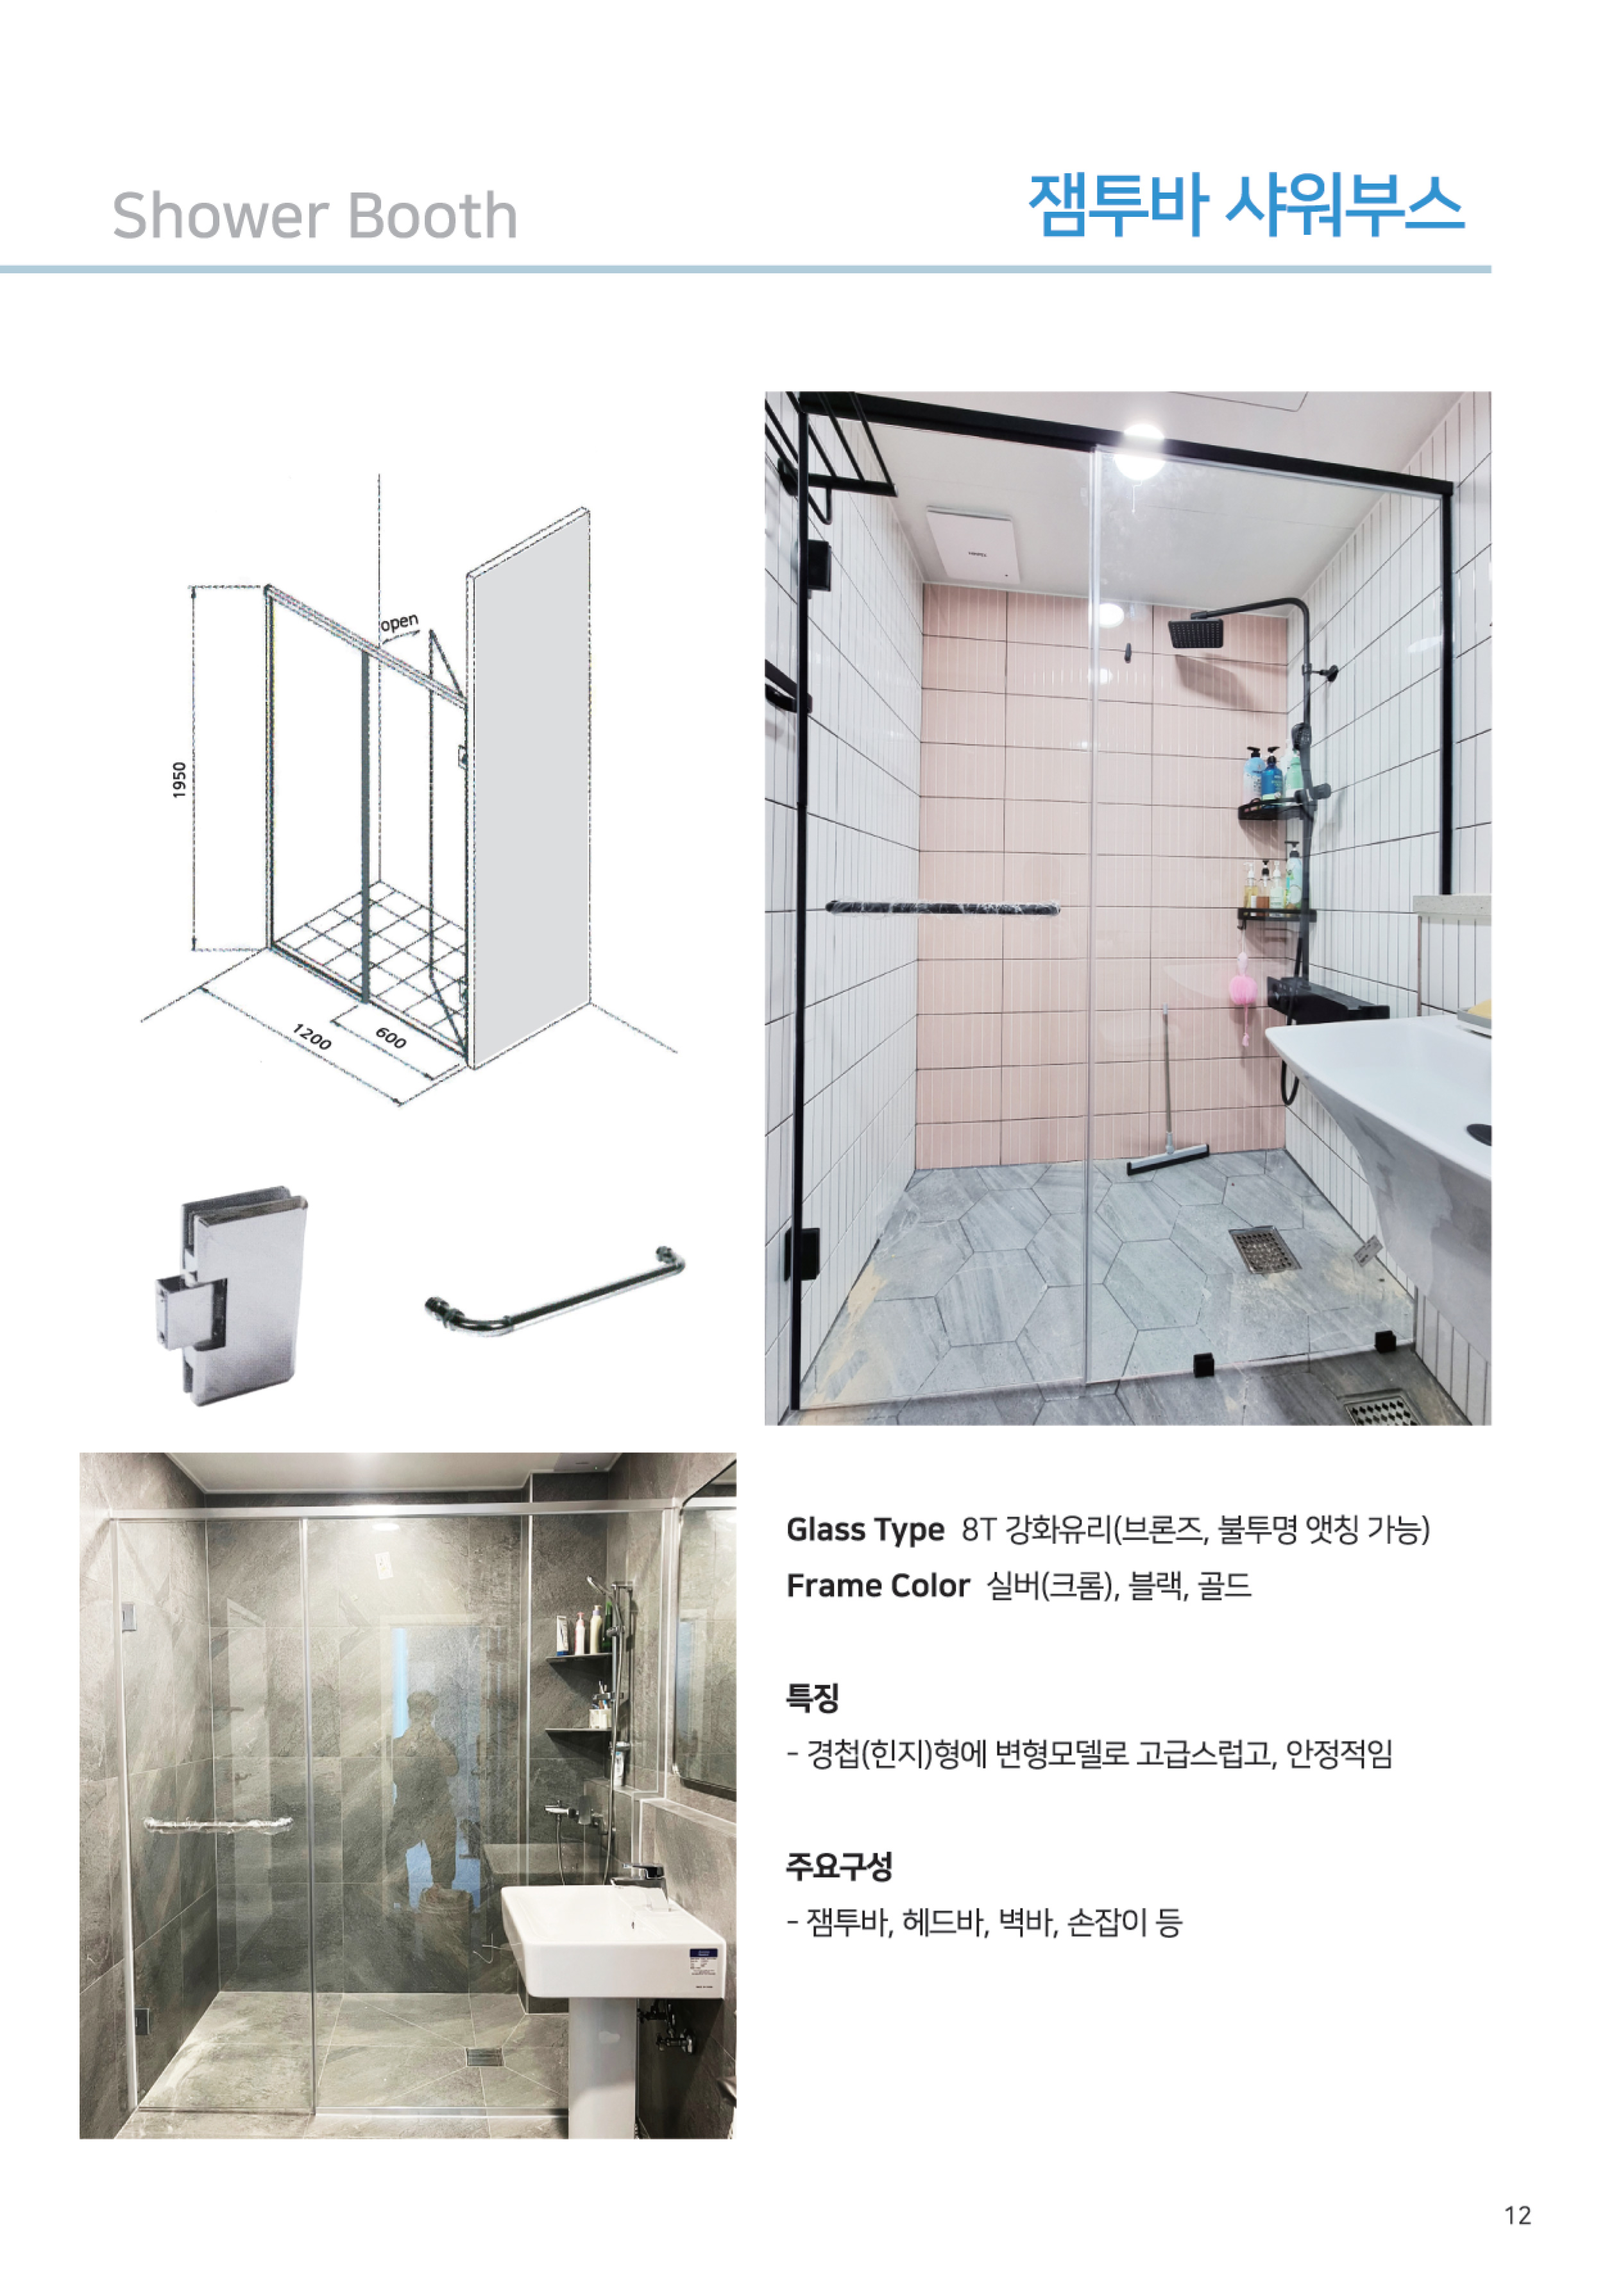 Shower Booth
잼투바 샤워부스
open
1950
1200
600
Glass Type 8T 강화유리(브론즈, 불투명 앳칭 가능)
Frame Color 실버(크롬), 블랙, 골드
특징
- 경첩(힌지)형에 변형모델로 고급스럽고, 안정적임
주요구성
- 잼투바, 헤드바, 벽바, 손잡이 등
12